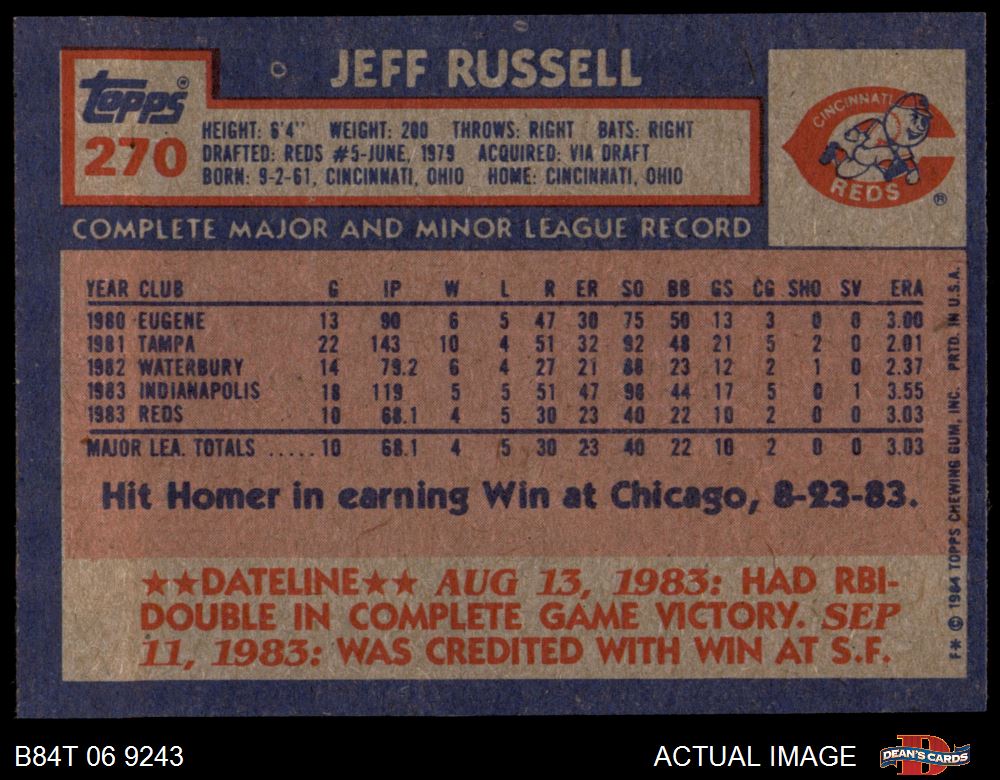 JEFF RUSSELL
Topps®
270
HEIGHT: 6'4" WEIGHT: 200 THROWS: RIGHT BATS: RIGHT
DRAFTED: REDS #5-JUNE, 1979 ACQUIRED: VIA DRAFT
BORN: 9-2-61, CINCINNATI, OHIO HOME: CINCINNATI, OHIO
CINCINNATI
REDS
®
COMPLETE MAJOR AND MINOR LEAGUE RECORD
YEAR CLUB G IP W L R ER SO BB GS CG SHO SV ERA
1980 EUGENE 13 90 6 5 47 30 75 50 13 3 0 0 3.00
1981 TAMPA 22 143 10 4 51 32 92 48 21 5 2 0 2.01
1982 WATERBURY 14 79.2 6 4 27 21 88 23 12 2 1 0 2.37
1983 INDIANAPOLIS 18 119 5 5 51 47 98 44 17 5 0 1 3.55
1983 REDS 10 68.1 4 5 30 23 40 22 10 2 0 0 3.03
MAJOR LEA. TOTALS .....10 68.1 4 5 30 23 40 22 10 2 0 0 3.03
Hit Homer in earning Win at Chicago, 8-23-83.
★★DATELINE★★ AUG 13, 1983: HAD RBI-
DOUBLE IN COMPLETE GAME VICTORY. SEP
11, 1983: WAS CREDITED WITH WIN AT S.F.
F* © 1984 TOPPS CHEWING GUM, INC. PRTD. IN U.S.A.
B84T 06 9243
ACTUAL IMAGE
D
DEAN'S CARDS